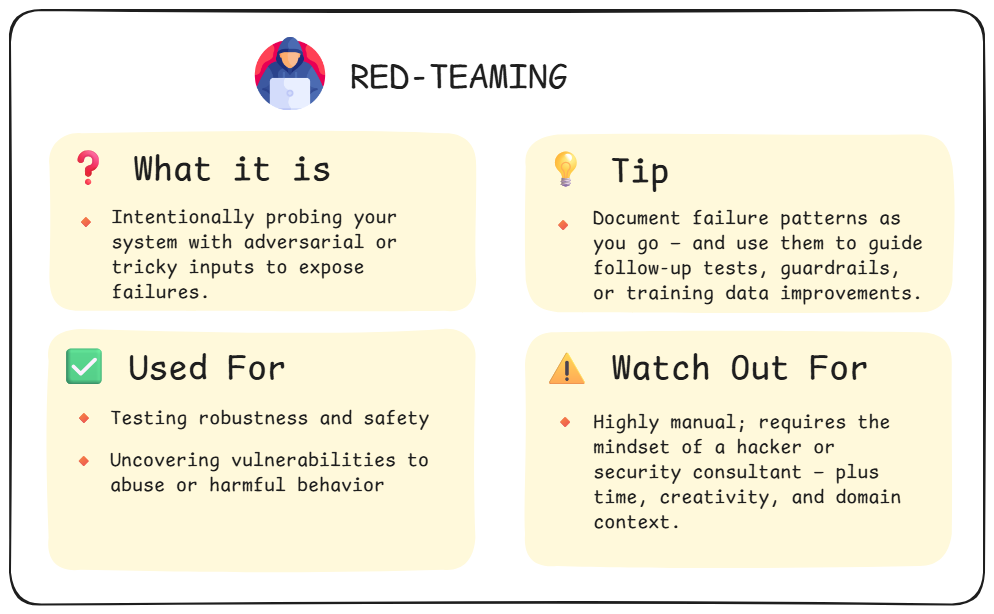 RED-TEAMING
What it is
Intentionally probing your
system with adversarial or
tricky inputs to expose
failures.
Tip
Document failure patterns as
you go – and use them to guide
follow-up tests, guardrails,
or training data improvements.
Used For
Testing robustness and safety
Uncovering vulnerabilities to
abuse or harmful behavior
Watch Out For
Highly manual; requires the
mindset of a hacker or
security consultant – plus
time, creativity, and domain
context.